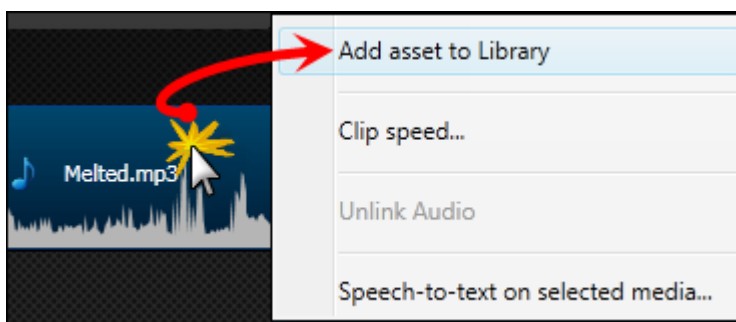 Add asset to Library
Clip speed...
Melted.mp3
Unlink Audio
Speech-to-text on selected media...